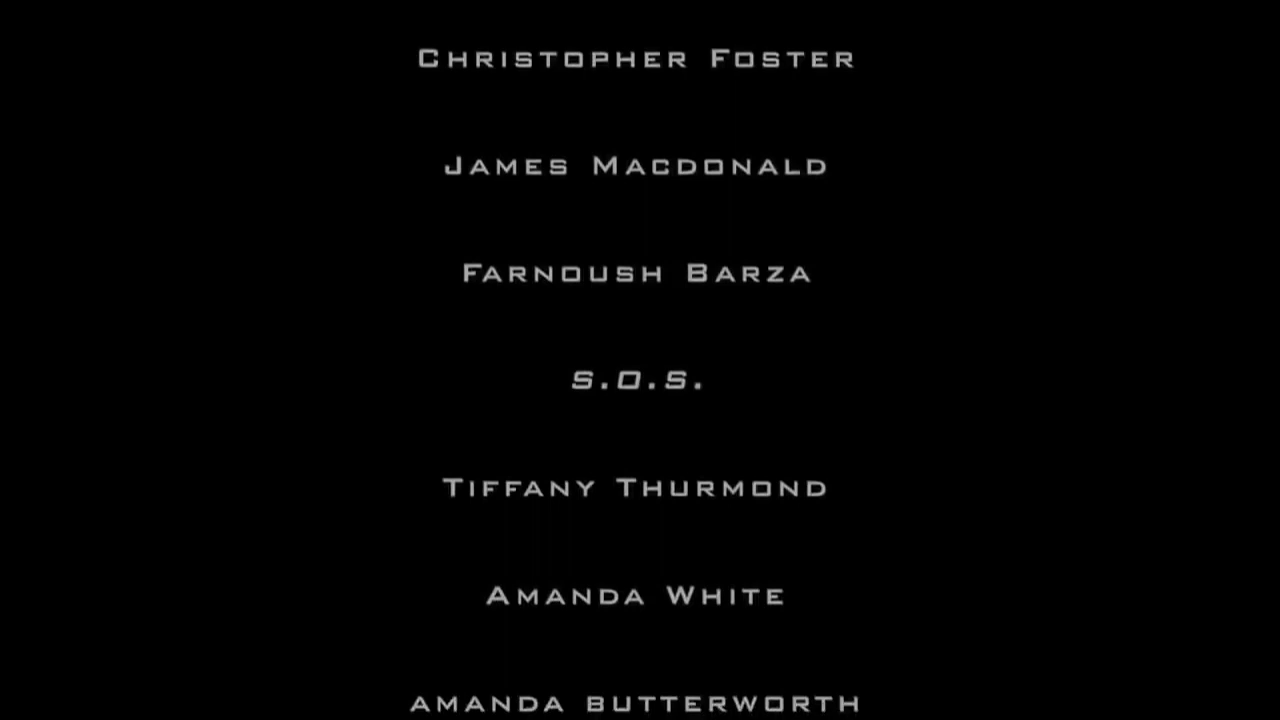 Christopher Foster
James Macdonald
Farnoush Barza
S.O.S.
Tiffany Thurmond
Amanda White
amanda butterworth